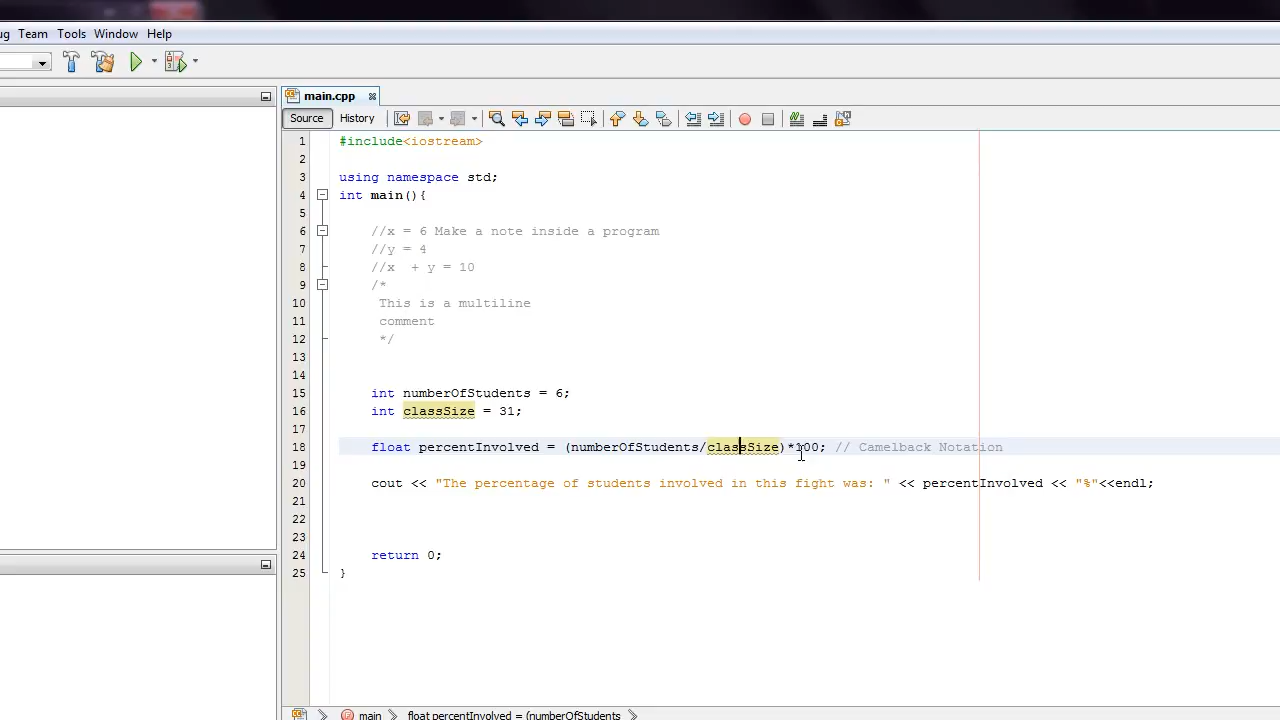 ug Team Tools Window Help
main.cpp
Source History
1 #include<iostream>
2
3 using namespace std;
4 int main(){
5
6 //x = 6 Make a note inside a program
7 //y = 4
8 //x  + y = 10
9 /*
10 This is a multiline
11 comment
12 */
13
14
15 int numberOfStudents = 6;
16 int classSize = 31;
17
18 float percentInvolved = (numberOfStudents/classSize)*100; // Camelback Notation
19
20 cout << "The percentage of students involved in this fight was: " << percentInvolved << "%"<<endl;
21
22
23
24 return 0;
25 }
main float percentInvolved = (numberOfStudents